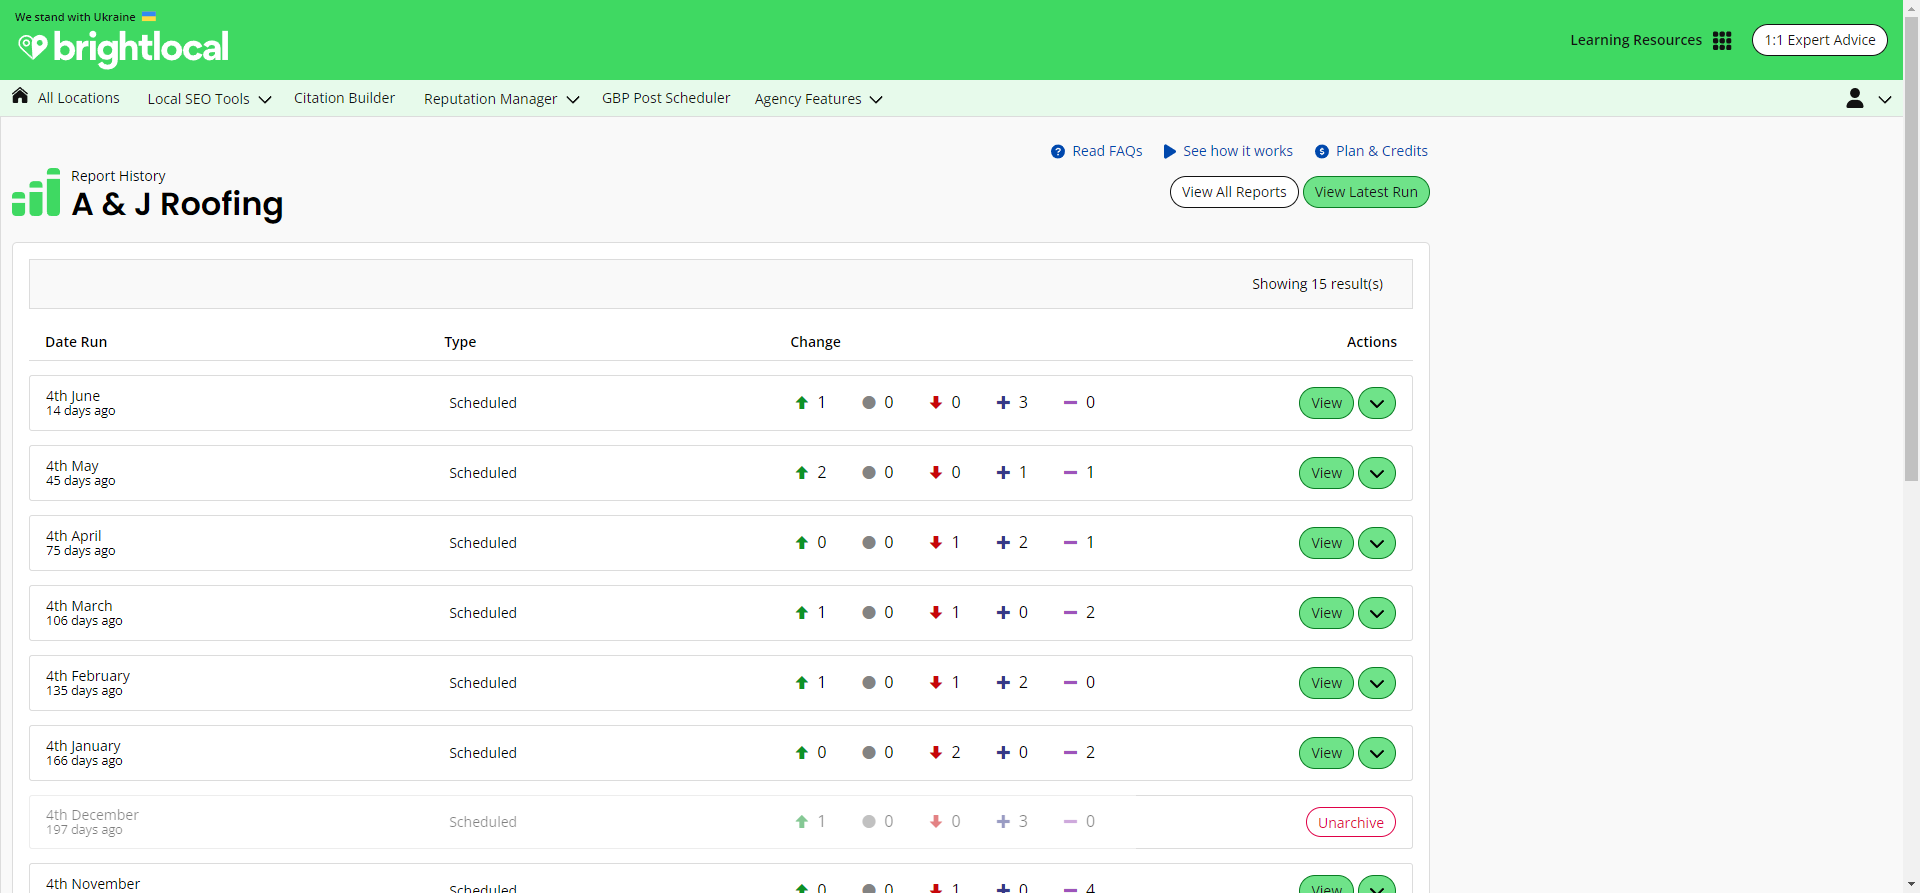 We stand with Ukraine
brightlocal
Learning Resources
1:1 Expert Advice
All Locations
Local SEO Tools
Citation Builder
Reputation Manager
GBP Post Scheduler
Agency Features
Read FAQs
See how it works
Plan & Credits
Report History
A & J Roofing
View All Reports
View Latest Run
Showing 15 result(s)
Date Run Type Change Actions
4th June
14 days ago
Scheduled 1 0 0 3 0 View
4th May
45 days ago
Scheduled 2 0 0 1 1 View
4th April
75 days ago
Scheduled 0 0 1 2 1 View
4th March
106 days ago
Scheduled 1 0 1 0 2 View
4th February
135 days ago
Scheduled 1 0 1 2 0 View
4th January
166 days ago
Scheduled 0 0 2 0 2 View
4th December
197 days ago
Scheduled 1 0 0 3 0 Unarchive
4th November
Scheduled 0 0 1 0 4 View